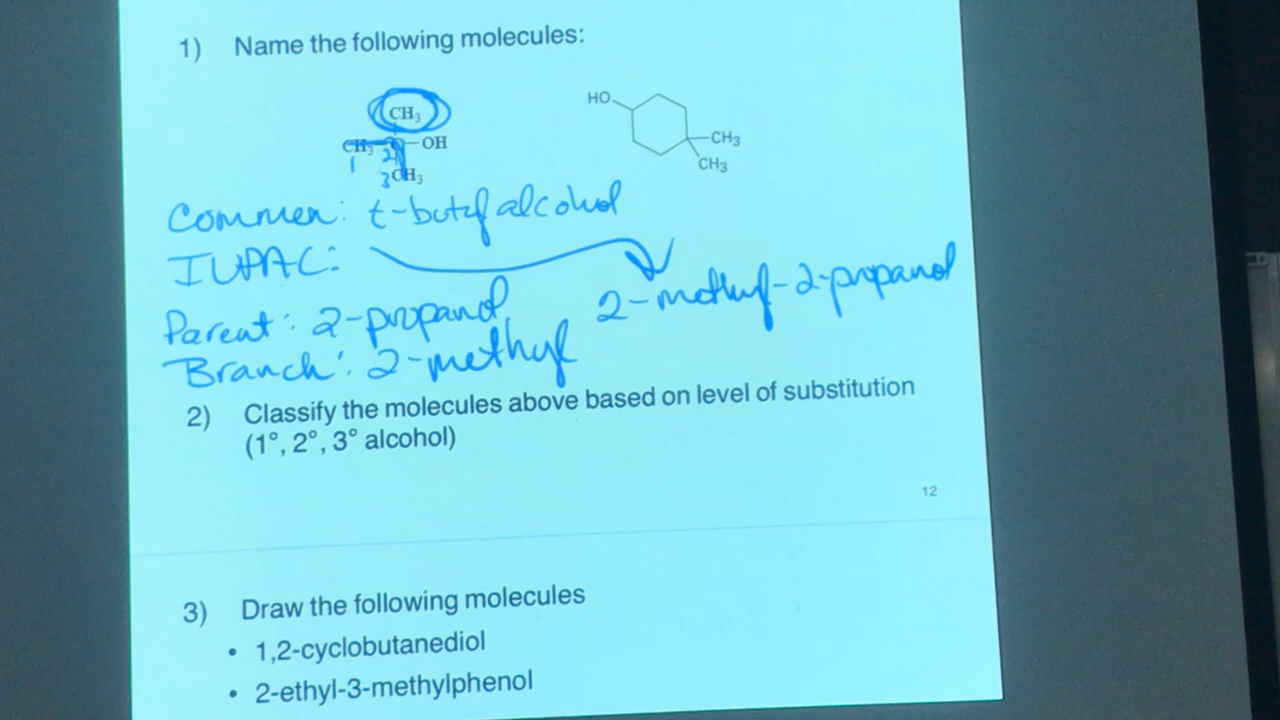 1) Name the following molecules:
CH3
HO
CH3 OH
CH3
1 2
3 CH3
CH3
Common: t-butyl alcohol
IUPAC:
2-methyl-2-propanol
Parent: 2-propanol
Branch: 2-methyl
2) Classify the molecules above based on level of substitution
(1°, 2°, 3° alcohol)
12
3) Draw the following molecules
• 1,2-cyclobutanediol
• 2-ethyl-3-methylphenol